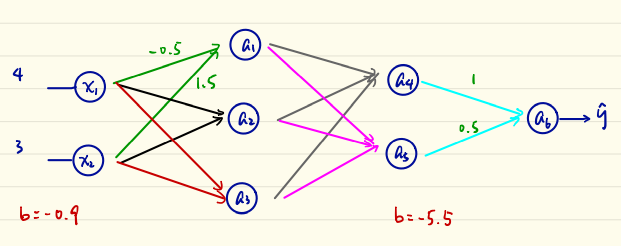 -0.5 a₁
4 x₁ 1.5 a₄ 1
a₂ a₆ ŷ
3 x₂ a₅ 0.5
a₃
b=-0.9 b=-5.5